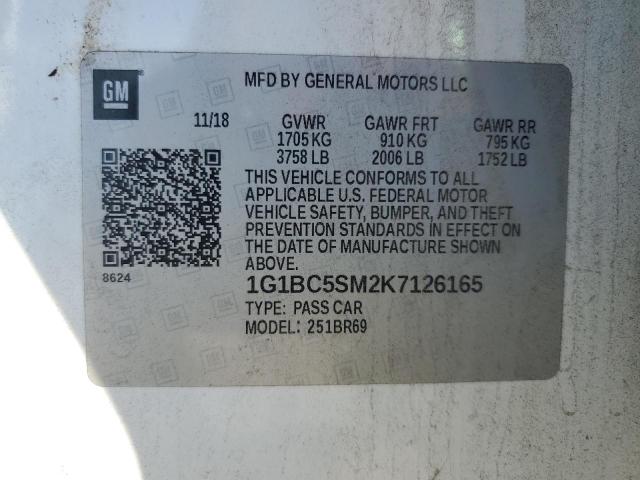 GM
MFD BY GENERAL MOTORS LLC
11/18 GVWR GAWR FRT GAWR RR
1705 KG 910 KG 795 KG
3758 LB 2006 LB 1752 LB
THIS VEHICLE CONFORMS TO ALL
APPLICABLE U.S. FEDERAL MOTOR
VEHICLE SAFETY, BUMPER, AND THEFT
PREVENTION STANDARDS IN EFFECT ON
THE DATE OF MANUFACTURE SHOWN
ABOVE.
8624
1G1BC5SM2K7126165
TYPE: PASS CAR
MODEL: 251BR69